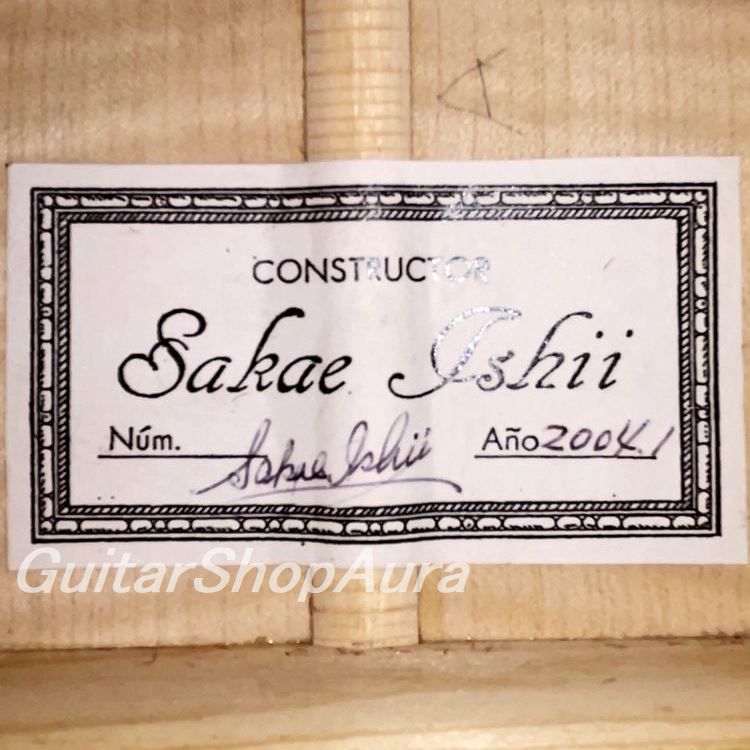 CONSTRUCTOR
Sakae Ishii
Núm. Sakae Ishii Año 2004.1
GuitarShopAura